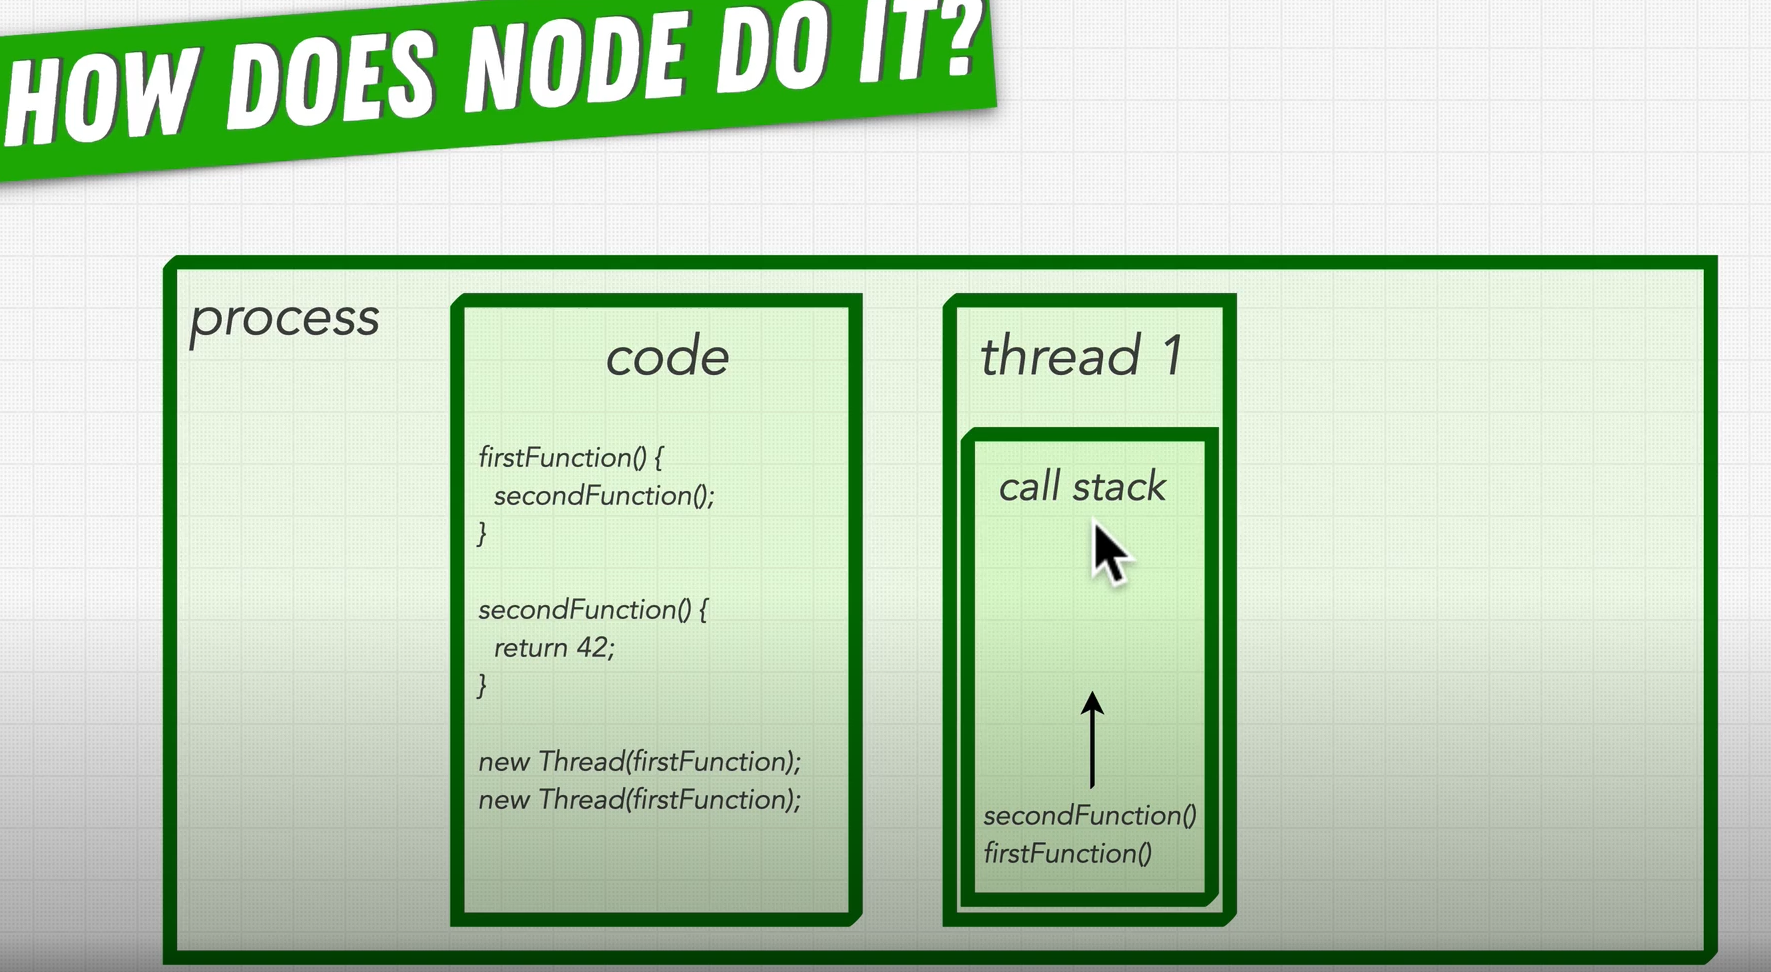 HOW DOES NODE DO IT?
process
code
firstFunction() {
secondFunction();
}
secondFunction() {
return 42;
}
new Thread(firstFunction);
new Thread(firstFunction);
thread 1
call stack
secondFunction()
firstFunction()